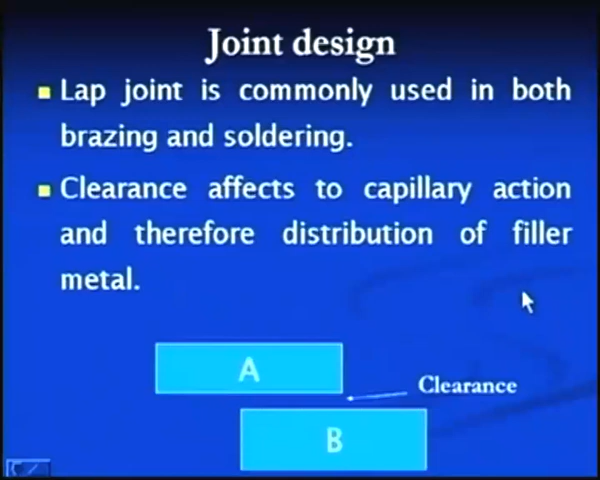 Joint design
Lap joint is commonly used in both
brazing and soldering.
Clearance affects to capillary action
and therefore distribution of filler
metal.
A
Clearance
B